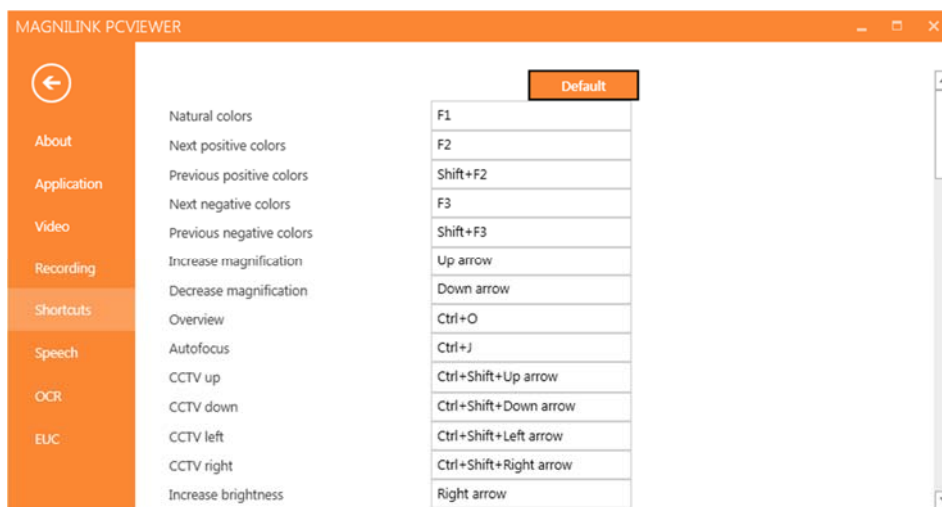 MAGNILINK PCVIEWER
About
Application
Video
Recording
Shortcuts
Speech
OCR
EUC
Default
Natural colors F1
Next positive colors F2
Previous positive colors Shift+F2
Next negative colors F3
Previous negative colors Shift+F3
Increase magnification Up arrow
Decrease magnification Down arrow
Overview Ctrl+O
Autofocus Ctrl+J
CCTV up Ctrl+Shift+Up arrow
CCTV down Ctrl+Shift+Down arrow
CCTV left Ctrl+Shift+Left arrow
CCTV right Ctrl+Shift+Right arrow
Increase brightness Right arrow